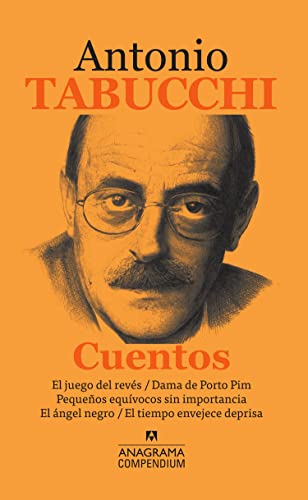 Antonio
TABUCCHI
Cuentos
El juego del revés / Dama de Porto Pim
Pequeños equívocos sin importancia
El ángel negro / El tiempo envejece deprisa
ANAGRAMA
COMPENDIUM